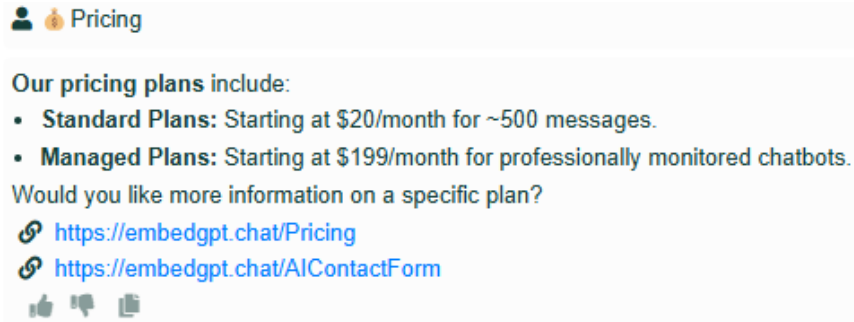 Pricing
Our pricing plans include:
• Standard Plans: Starting at $20/month for ~500 messages.
• Managed Plans: Starting at $199/month for professionally monitored chatbots.
Would you like more information on a specific plan?
https://embedgpt.chat/Pricing
https://embedgpt.chat/AIContactForm